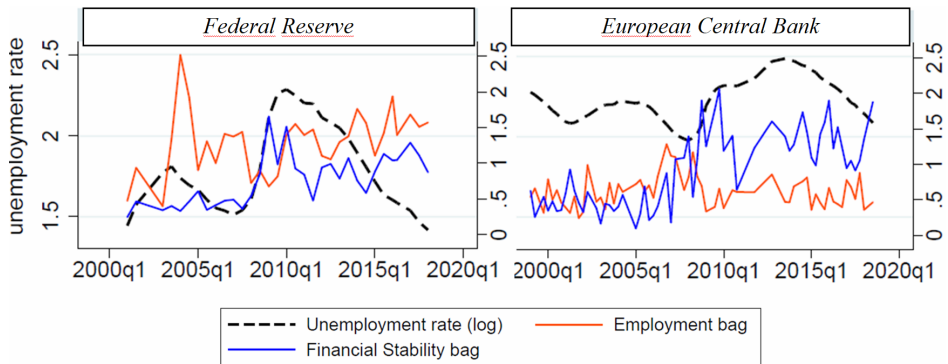 Federal Reserve
European Central Bank
unemployment rate
2.5
2
1.5
2.5
2
1.5
1
.5
0
2.5
2
1.5
1
.5
0
2000q1 2005q1 2010q1 2015q1 2020q1
2000q1 2005q1 2010q1 2015q1 2020q1
Unemployment rate (log)
Employment bag
Financial Stability bag